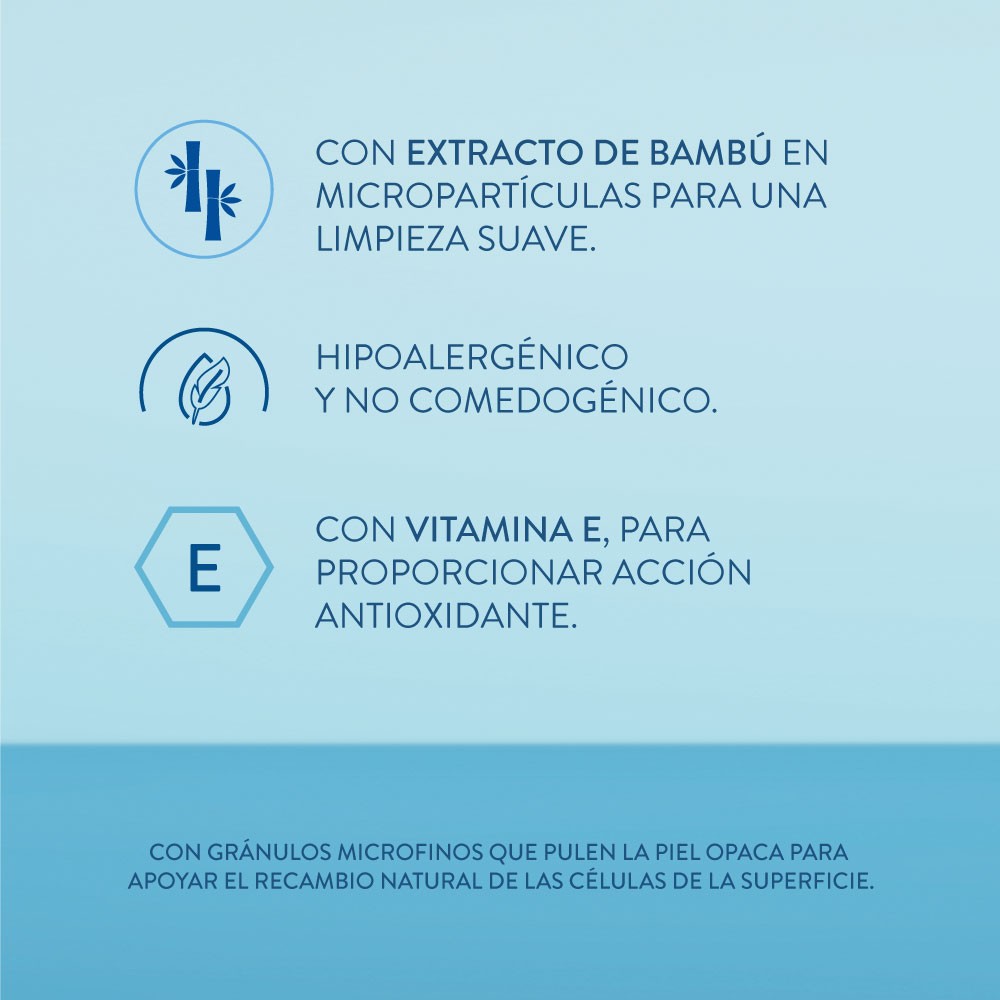 CON EXTRACTO DE BAMBÚ EN
MICROPARTÍCULAS PARA UNA
LIMPIEZA SUAVE.
HIPOALERGÉNICO
Y NO COMEDOGÉNICO.
E
CON VITAMINA E, PARA
PROPORCIONAR ACCIÓN
ANTIOXIDANTE.
CON GRÁNULOS MICROFINOS QUE PULEN LA PIEL OPACA PARA
APOYAR EL RECAMBIO NATURAL DE LAS CÉLULAS DE LA SUPERFICIE.